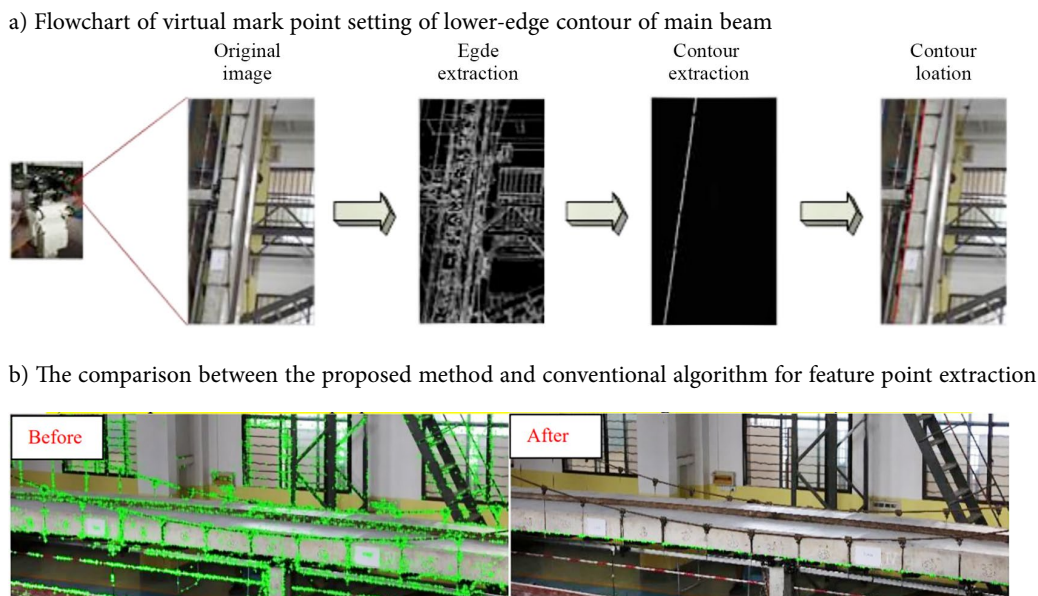 a) Flowchart of virtual mark point setting of lower-edge contour of main beam
Original
image
Egde
extraction
Contour
extraction
Contour
loation
b) The comparison between the proposed method and conventional algorithm for feature point extraction
Before
After